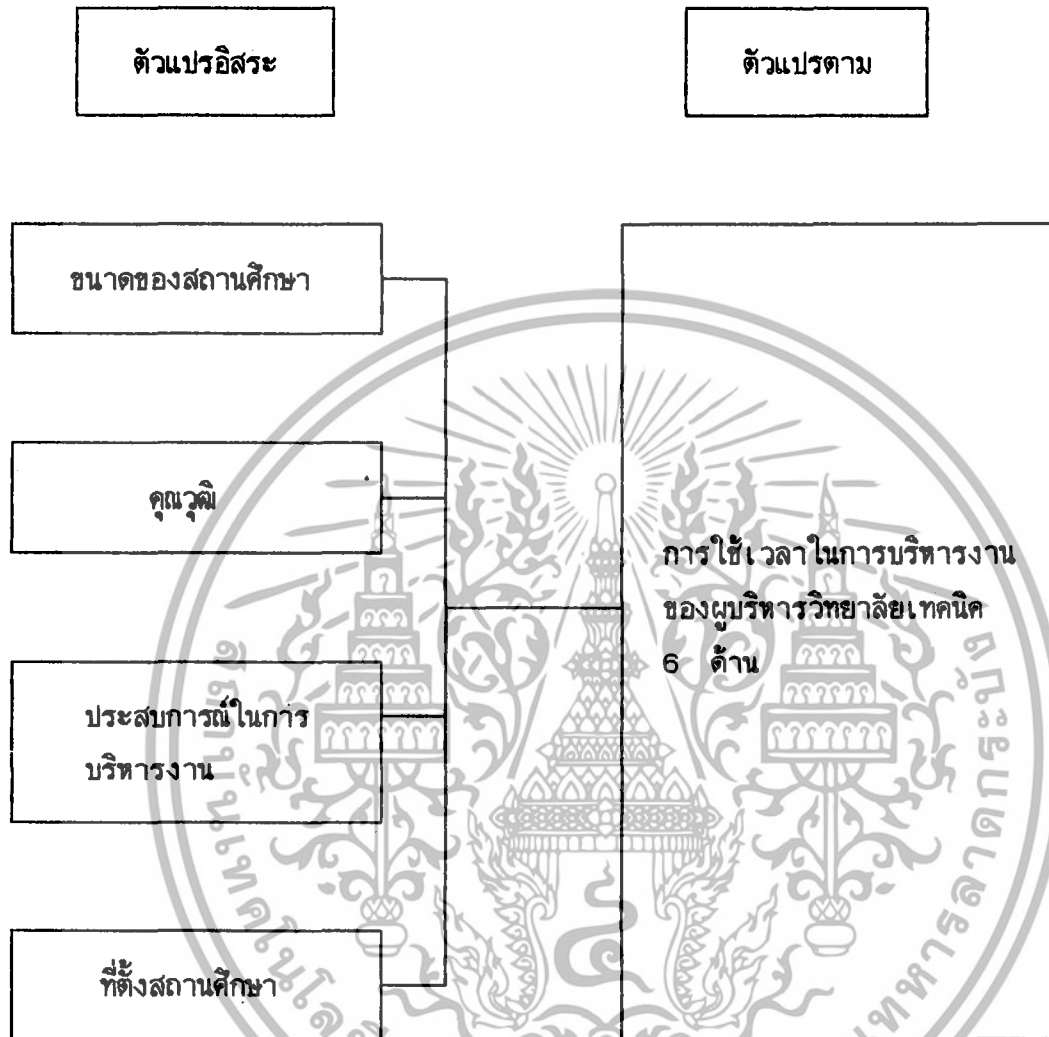 ตัวแปรอิสระ
ตัวแปรตาม
ขนาดของสถานศึกษา
คุณวุฒิ
ประสบการณ์ในการ
บริหารงาน
ที่ตั้งสถานศึกษา
การใช้เวลาในการบริหารงาน
ของผู้บริหารวิทยาลัยเทคนิค
6 ด้าน